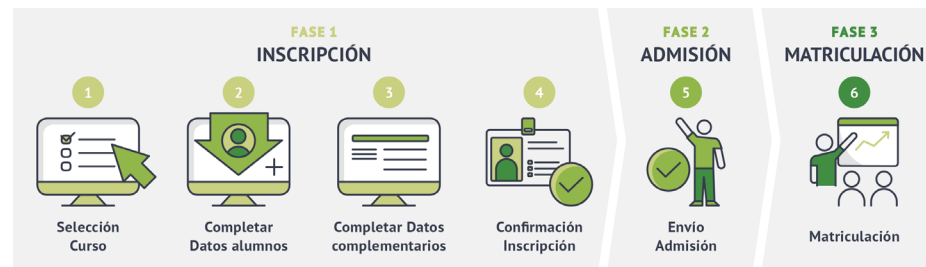 FASE 1
INSCRIPCIÓN
FASE 2
ADMISIÓN
FASE 3
MATRICULACIÓN
1
2
3
4
5
6
Selección
Curso
Completar
Datos alumnos
Completar Datos
complementarios
Confirmación
Inscripción
Envío
Admisión
Matriculación